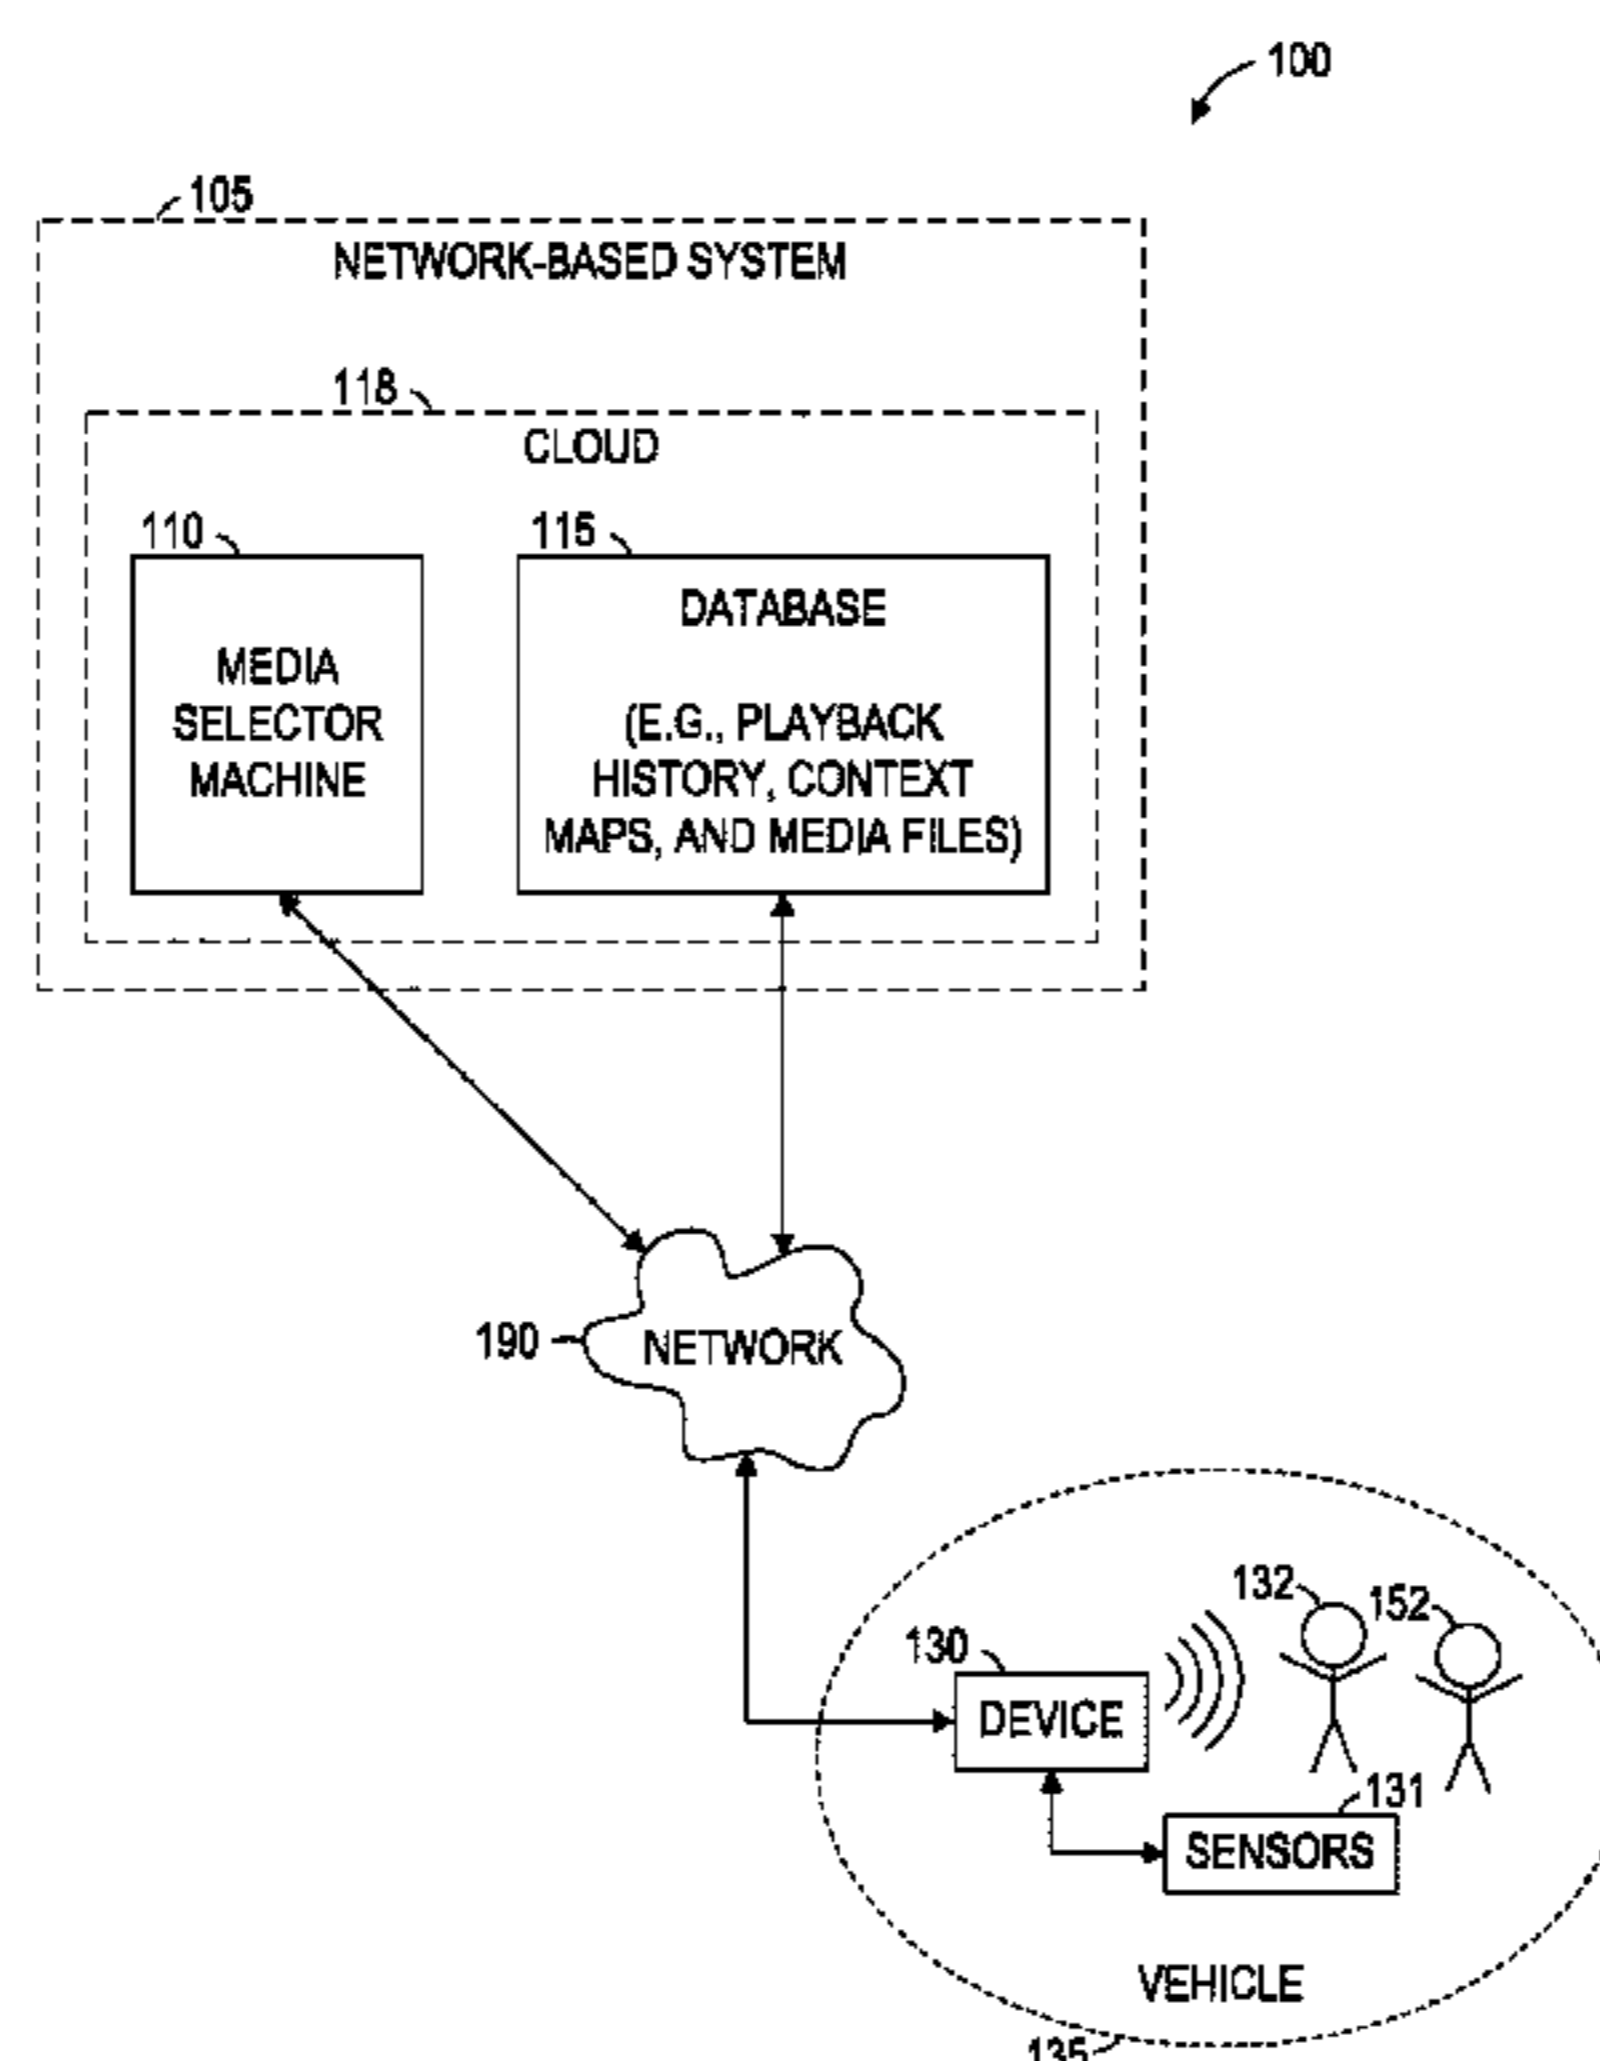 100
105
NETWORK-BASED SYSTEM
118
CLOUD
110
115
MEDIA
SELECTOR
MACHINE
DATABASE
(E.G., PLAYBACK
HISTORY, CONTEXT
MAPS, AND MEDIA FILES)
190
NETWORK
132
152
130
DEVICE
131
SENSORS
VEHICLE
135